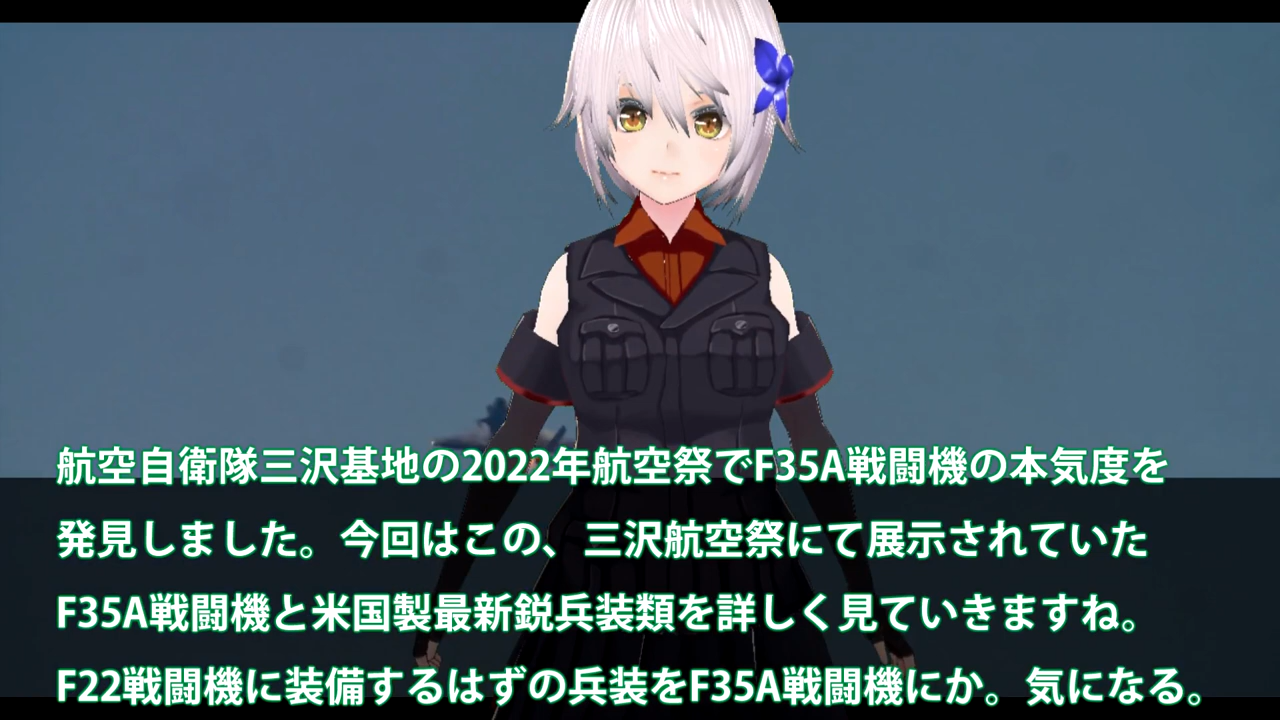 航空自衛隊三沢基地の2022年航空祭でF35A戦闘機の本気度を
発見しました。今回はこの、三沢航空祭にて展示されていた
F35A戦闘機と米国製最新鋭兵装類を詳しく見ていきますね。
F22戦闘機に装備するはずの兵装をF35A戦闘機にか。気になる。